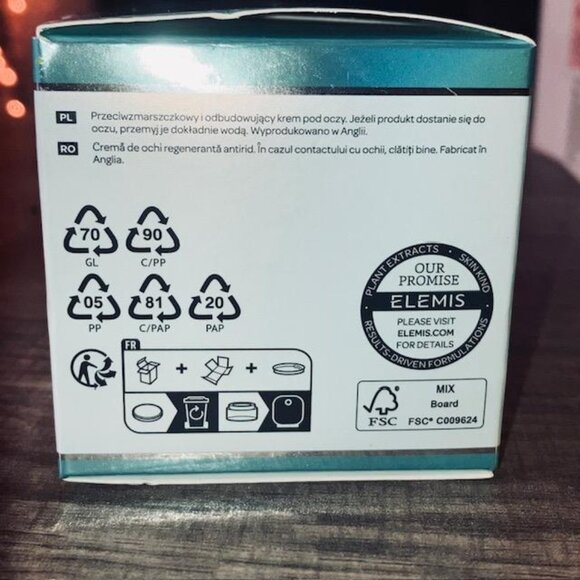 PL Przeciwzmarszczkowy i odbudowujący krem pod oczy. Jeżeli produkt dostanie się do
oczu, przemyj je dokładnie wodą. Wyprodukowano w Anglii.
RO Cremă de ochi regenerantă antirid. În cazul contactului cu ochii, clătiți bine. Fabricat în
Anglia.
70
GL
90
C/PP
05
PP
81
C/PAP
20
PAP
FR
+ +
PLANT EXTRACTS • SKIN KIND
OUR
PROMISE
ELEMIS
PLEASE VISIT
ELEMIS.COM
FOR DETAILS
• RESULTS-DRIVEN FORMULATIONS •
FSC
MIX
Board
FSC® C009624